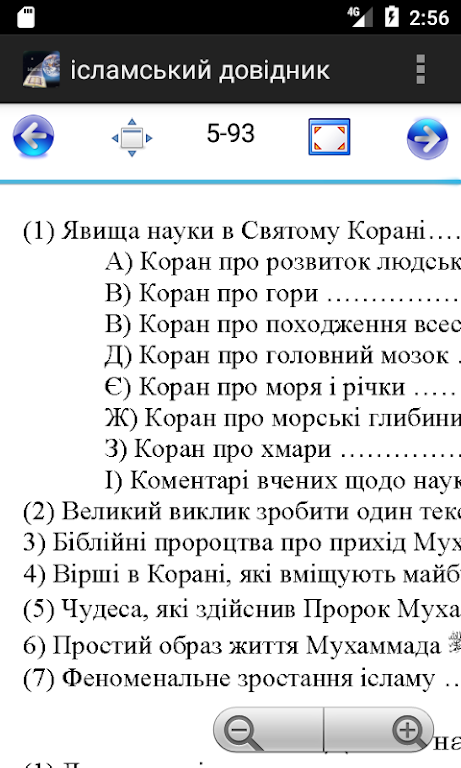 4G 2:56
ісламський довідник
5-93
(1) Явища науки в Святому Корані....
А) Коран про розвиток людськ
В) Коран про гори ................
В) Коран про походження всес
Д) Коран про головний мозок .
Є) Коран про моря і річки .....
Ж) Коран про морські глибини
З) Коран про хмари ..............
І) Коментарі вчених щодо наук
(2) Великий виклик зробити один текс
3) Біблійні пророцтва про прихід Мух
4) Вірші в Корані, які вміщують майб
(5) Чудеса, які здійснив Пророк Муха
6) Простий образ життя Мухаммада ﷺ
(7) Феноменальне зростання ісламу ..
на